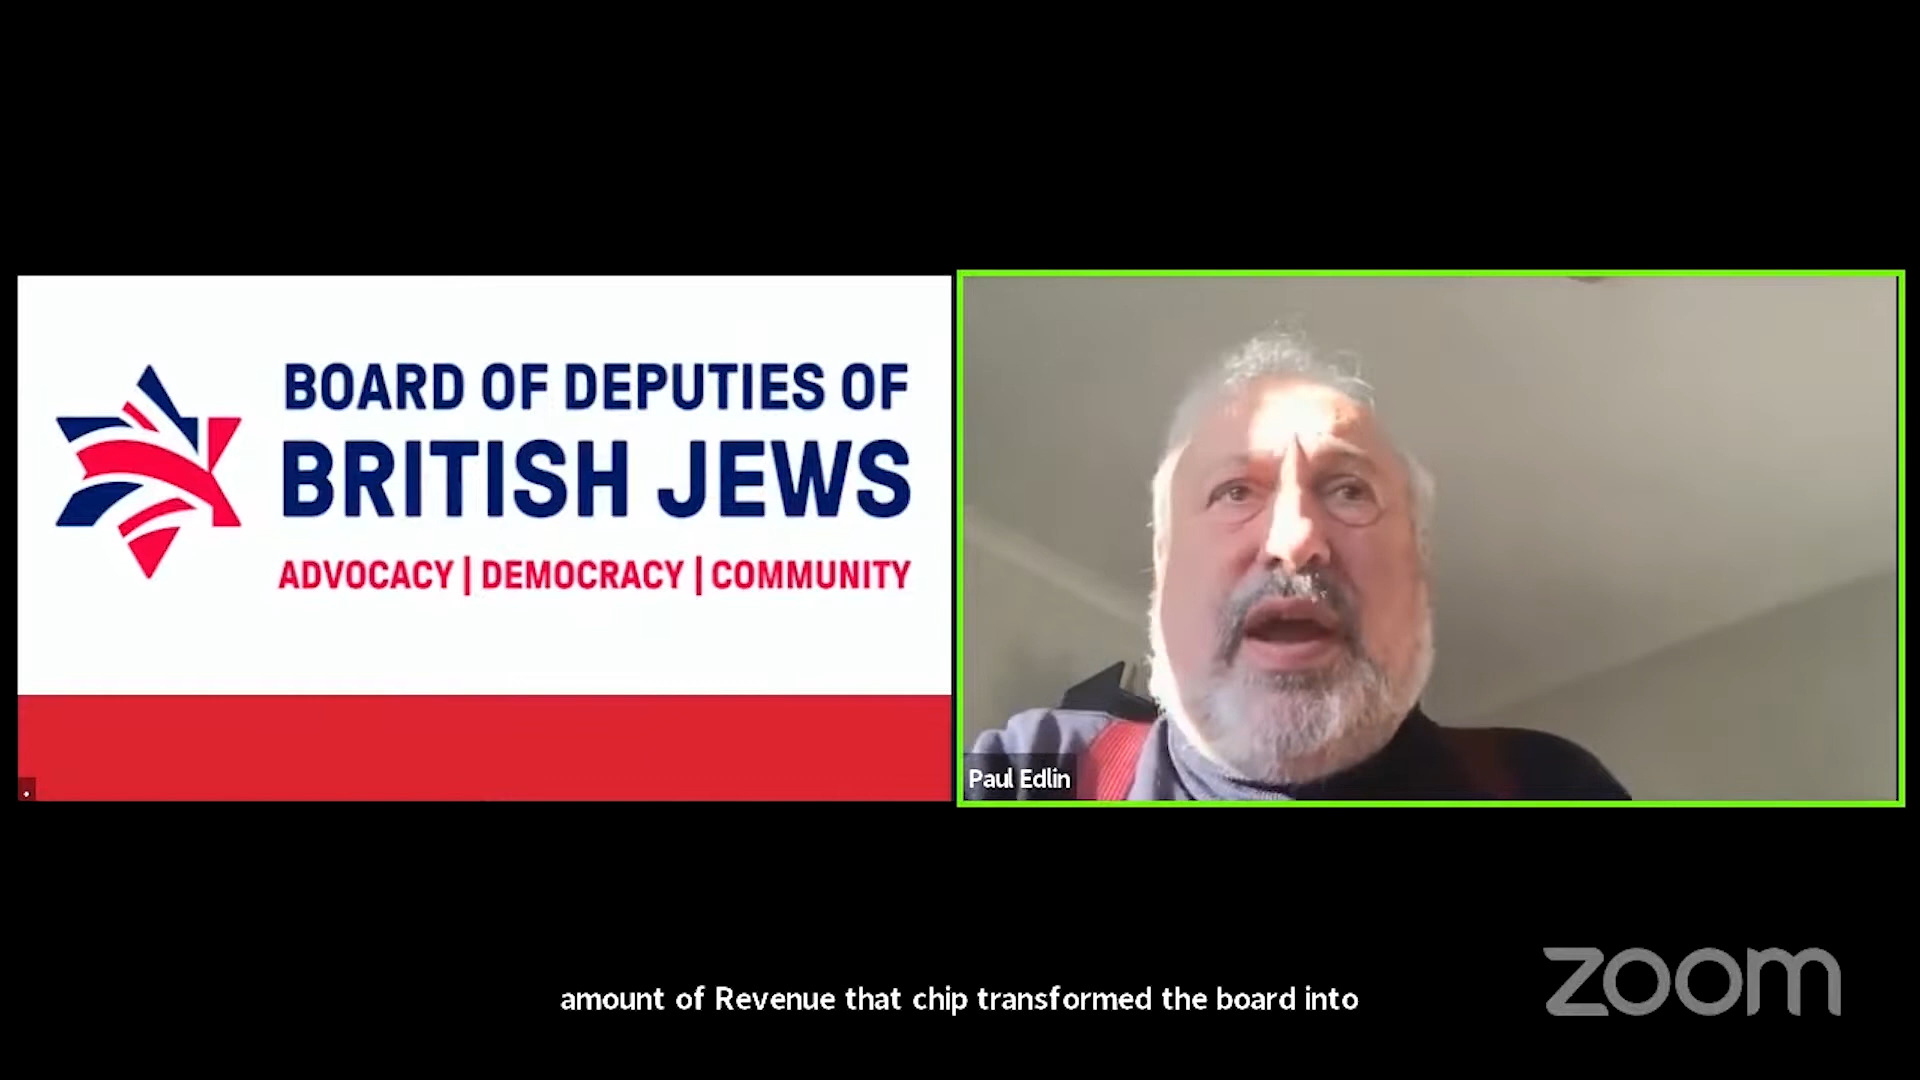 BOARD OF DEPUTIES OF
BRITISH JEWS
ADVOCACY | DEMOCRACY | COMMUNITY
Paul Edlin
amount of Revenue that chip transformed the board into
zoom